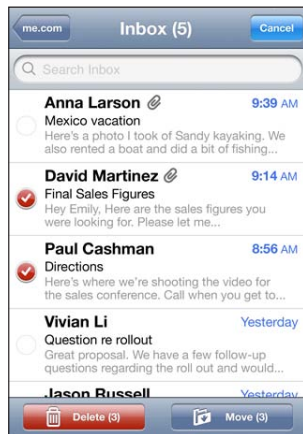 me.com
Inbox (5)
Cancel
Search Inbox
Anna Larson
9:39 AM
Mexico vacation
Here's a photo I took of Sandy kayaking. We
also rented a boat and did a bit of fishing...
David Martinez
9:14 AM
Final Sales Figures
Hey Emily, Here are the sales figures you
were looking for. Please let me...
Paul Cashman
8:56 AM
Directions
Here's where we're shooting the video for
the sales conference. Call when you get to...
Vivian Li
Yesterday
Question re rollout
Great proposal. We have a few follow-up
questions regarding the roll out and would...
Jason Russell
Yesterday
Delete (3)
Move (3)